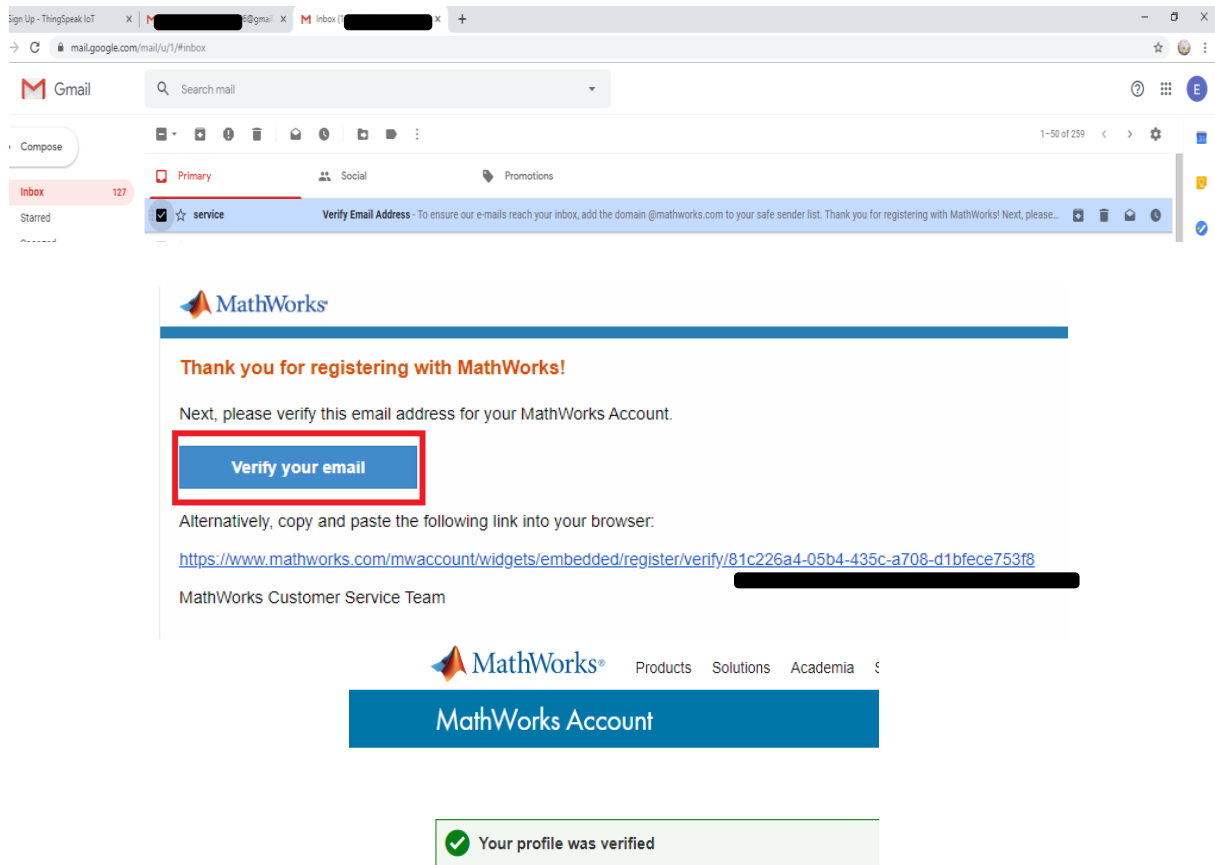 Sign Up - ThingSpeak IoT
6@gmail.
Inbox (1
mail.google.com/mail/u/1/#inbox
Gmail
Search mail
E
Compose
1-50 of 259
Primary
Social
Promotions
Inbox 127
service Verify Email Address - To ensure our e-mails reach your inbox, add the domain @mathworks.com to your safe sender list. Thank you for registering with MathWorks! Next, please...
Starred
MathWorks®
Thank you for registering with MathWorks!
Next, please verify this email address for your MathWorks Account.
Verify your email
Alternatively, copy and paste the following link into your browser:
https://www.mathworks.com/mwaccount/widgets/embedded/register/verify/81c226a4-05b4-435c-a708-d1bfece753f8
MathWorks Customer Service Team
MathWorks® Products Solutions Academia S
MathWorks Account
Your profile was verified